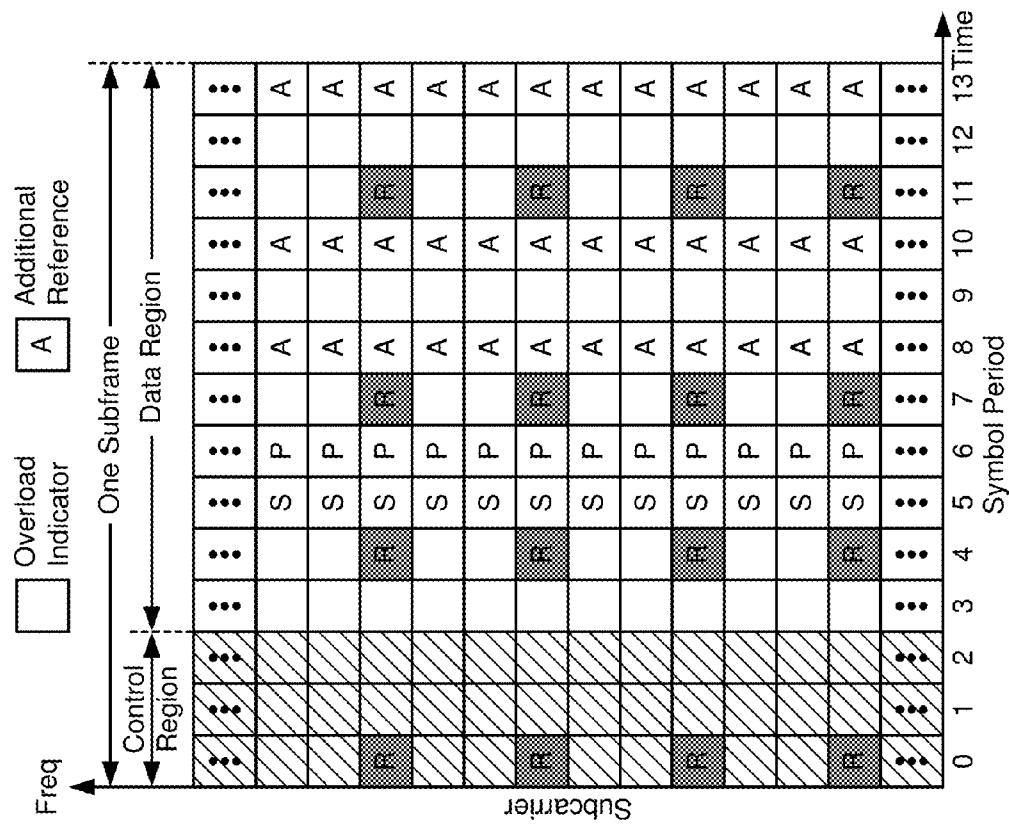 Overload
Indicator
A Additional
Reference
One Subframe
Control
Region
Data Region
Freq
... ... ... ... ... ... ... ... ... ... ... ... ... ...
S P A A A
S P A A A
R R S P R A A R A
S P A A A
S P A A A
R R S P R A A R A
S P A A A
S P A A A
R R S P R A A R A
S P A A A
S P A A A
R R S P R A A R A
... ... ... ... ... ... ... ... ... ... ... ... ... ...
Subcarrier
0 1 2 3 4 5 6 7 8 9 10 11 12 13 Time
Symbol Period